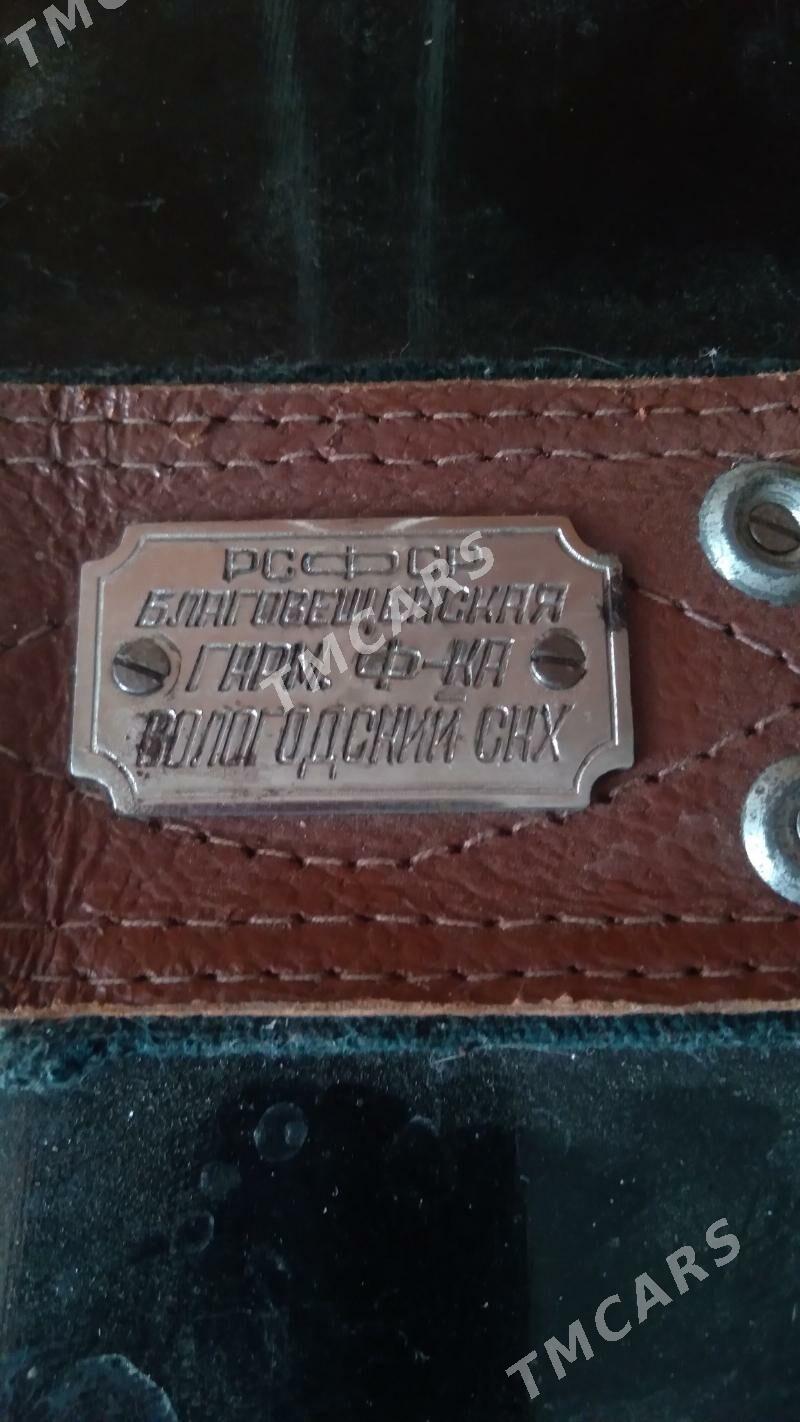 TMCARS
РСФСР
БЛАГОВЕЩЕНСКАЯ
ГАРМ. Ф-КА
TMCARS
ВОЛОГОДСКИЙ СНХ
TMCARS